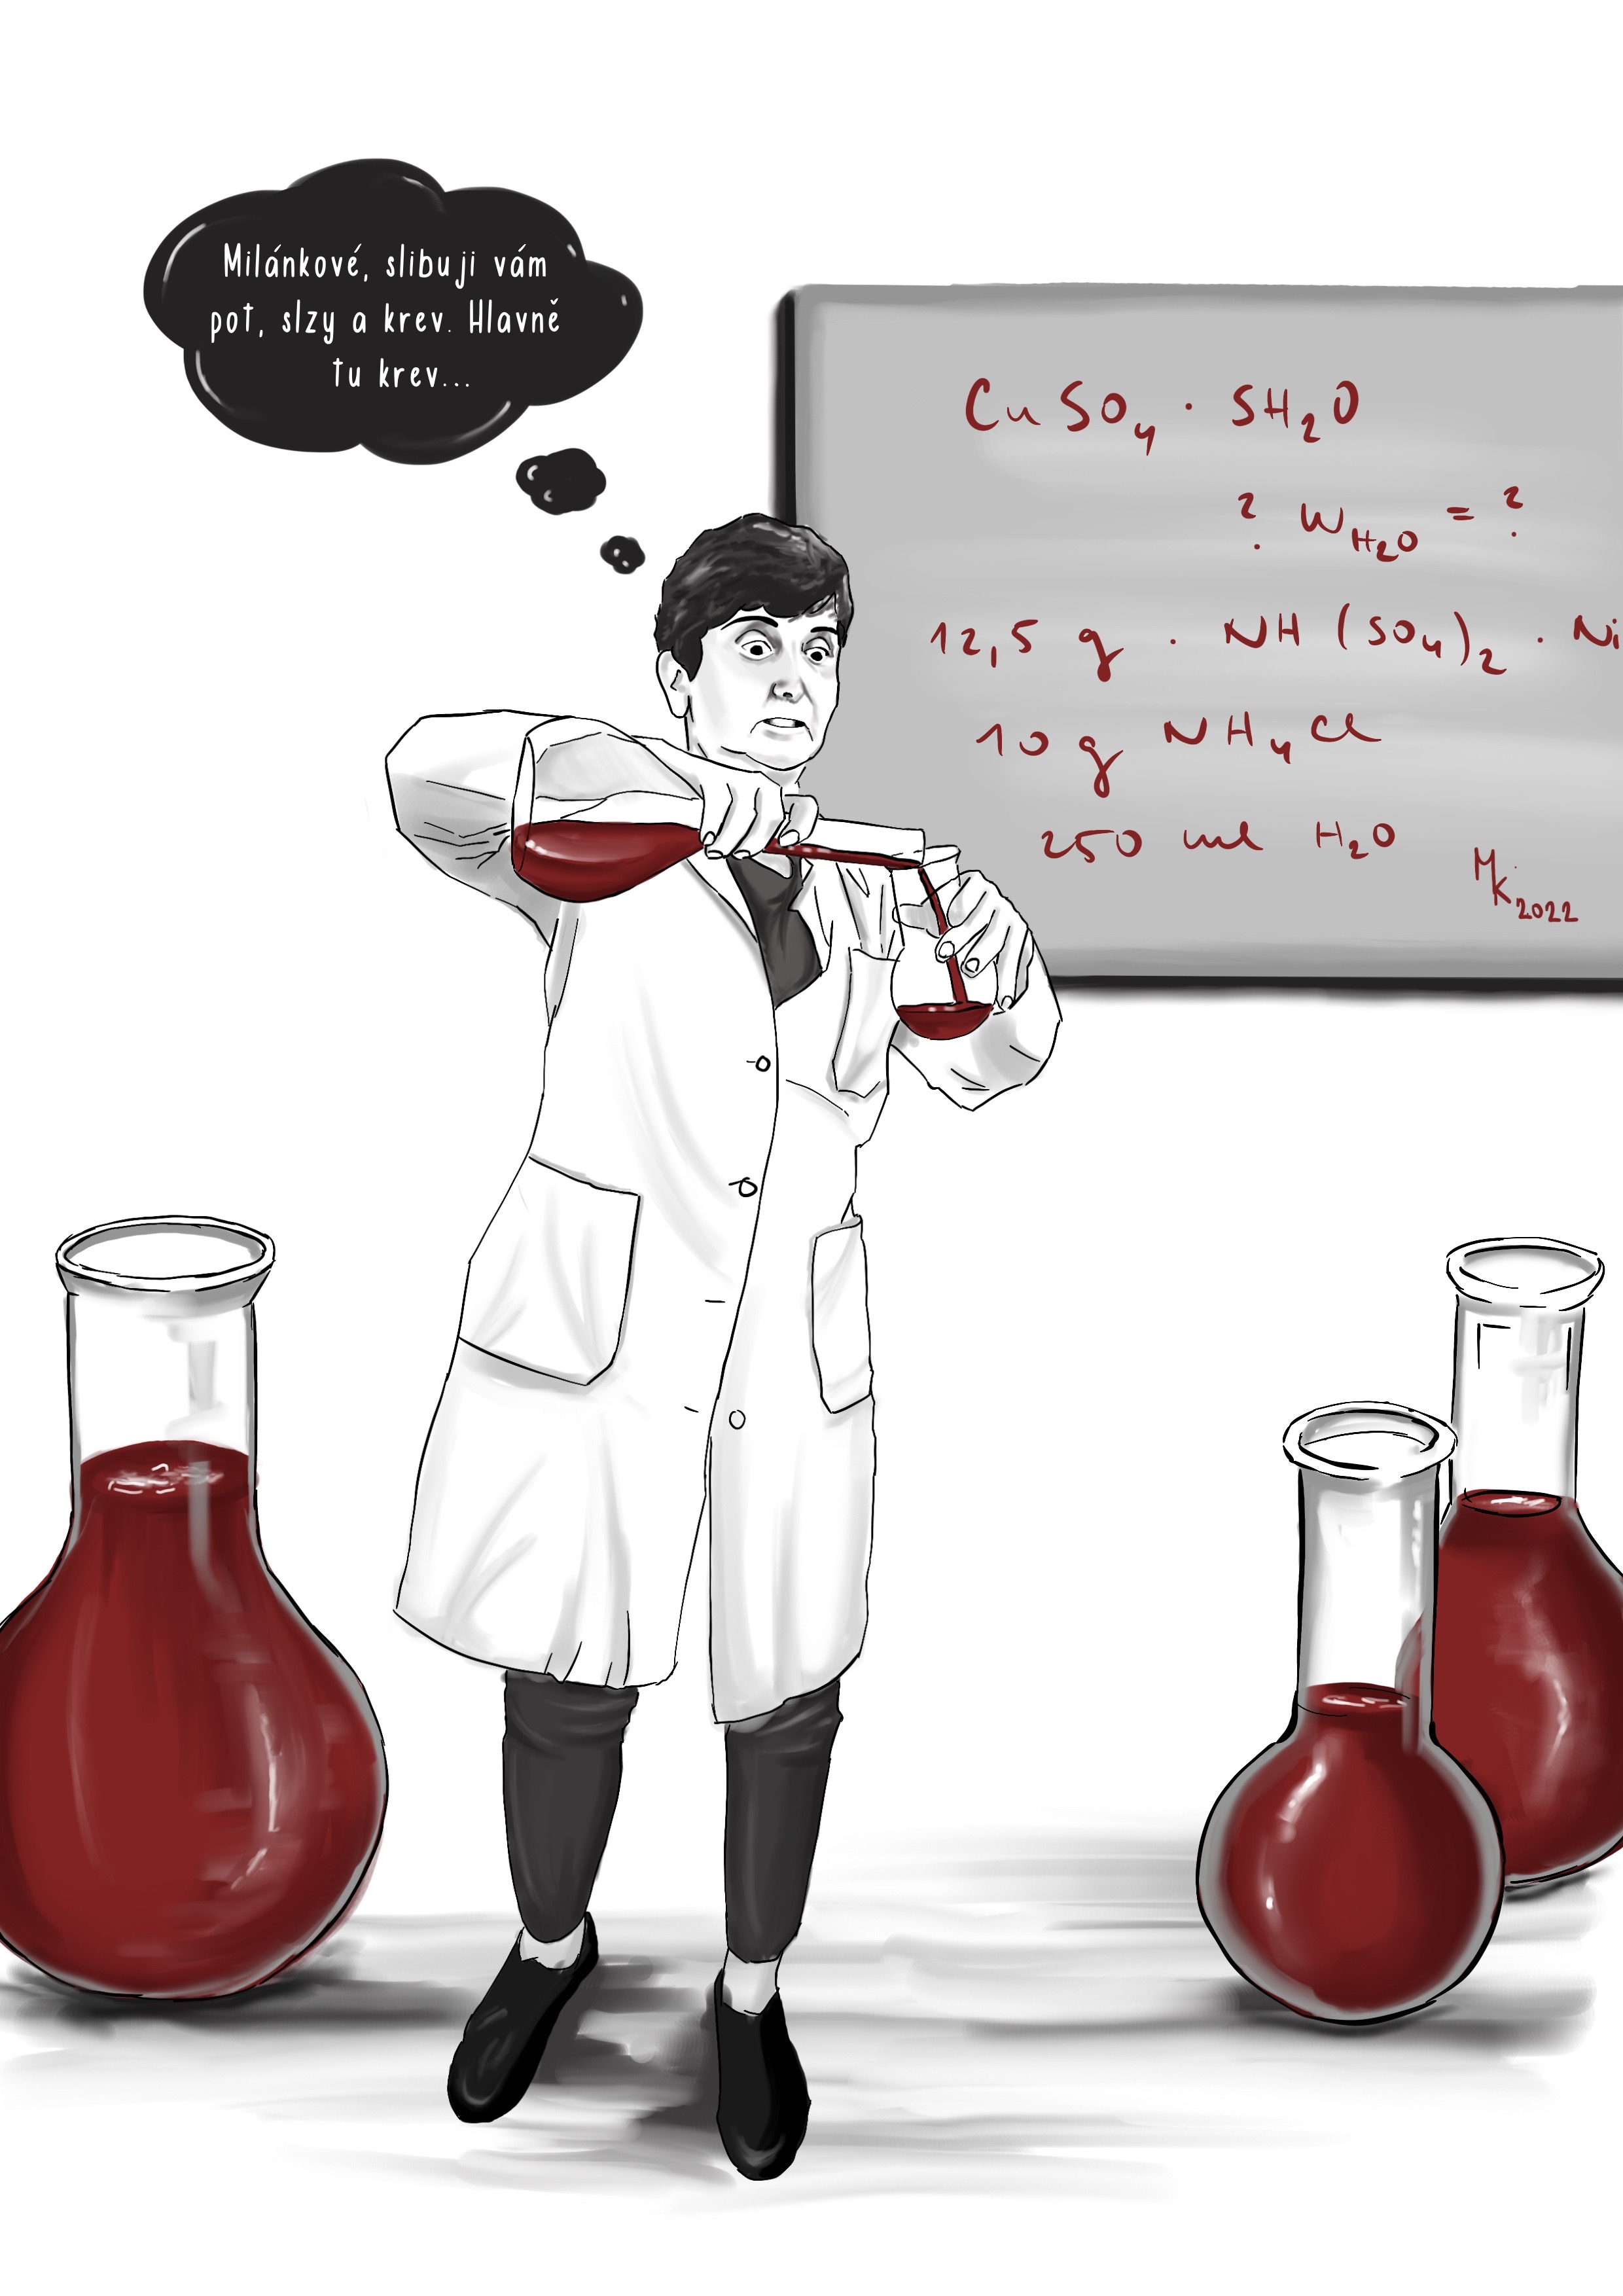 Milánkové, slibuji vám
pot, slzy a krev. Hlavně
tu krev...
CuSO₄ · 5H₂O
? w_H₂O = ?
12,5 g · NH (SO₄)₂ · Ni
10 g NH₄Cl
250 ml H₂O
MK 2022